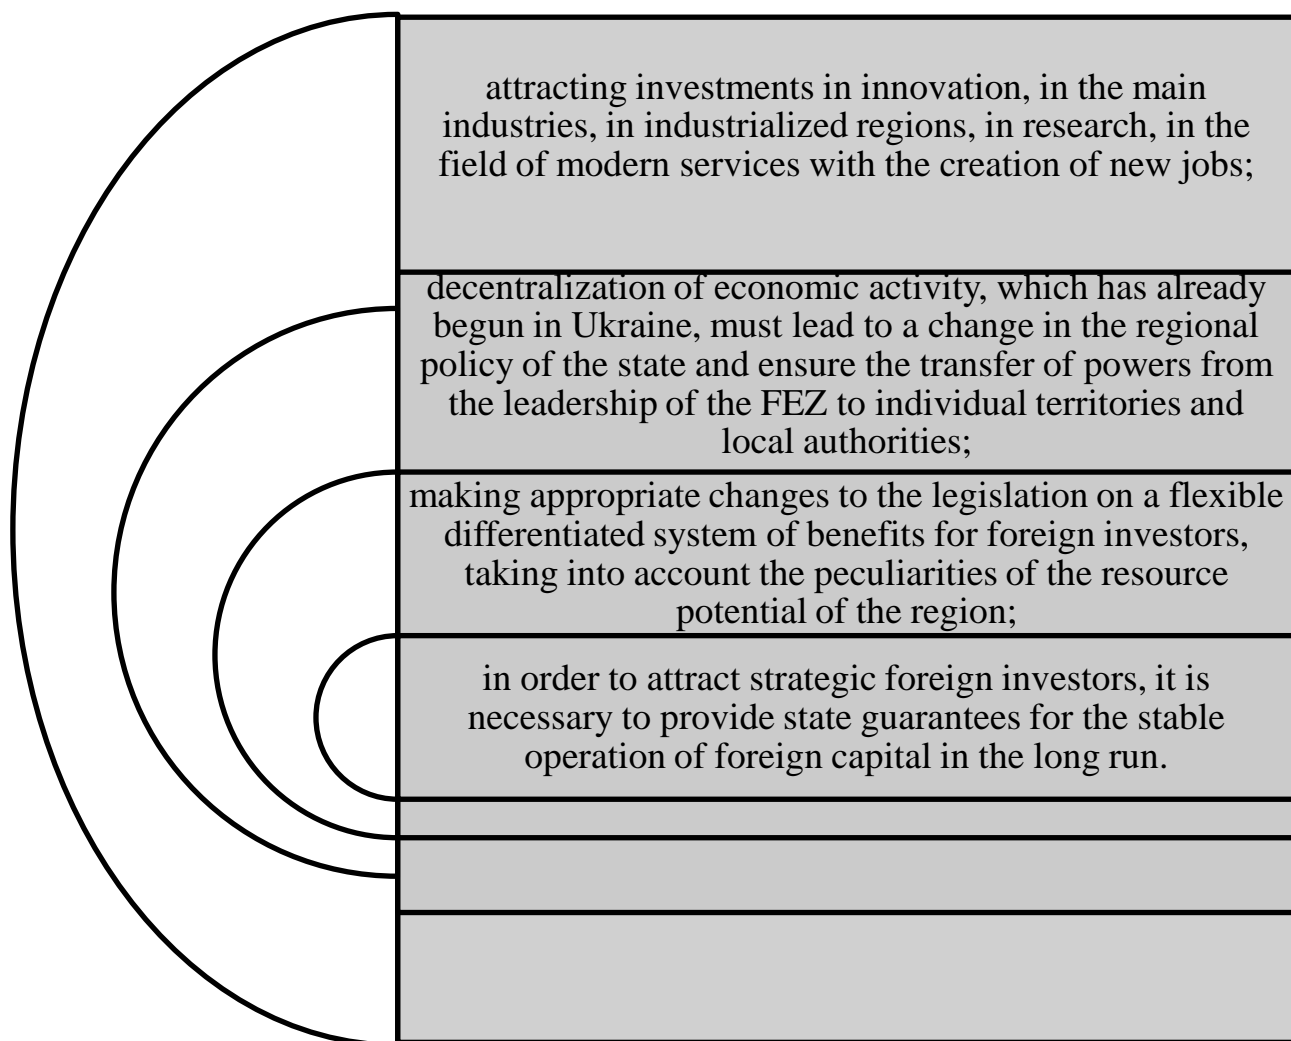 attracting investments in innovation, in the main
industries, in industrialized regions, in research, in the
field of modern services with the creation of new jobs;
decentralization of economic activity, which has already
begun in Ukraine, must lead to a change in the regional
policy of the state and ensure the transfer of powers from
the leadership of the FEZ to individual territories and
local authorities;
making appropriate changes to the legislation on a flexible
differentiated system of benefits for foreign investors,
taking into account the peculiarities of the resource
potential of the region;
in order to attract strategic foreign investors, it is
necessary to provide state guarantees for the stable
operation of foreign capital in the long run.